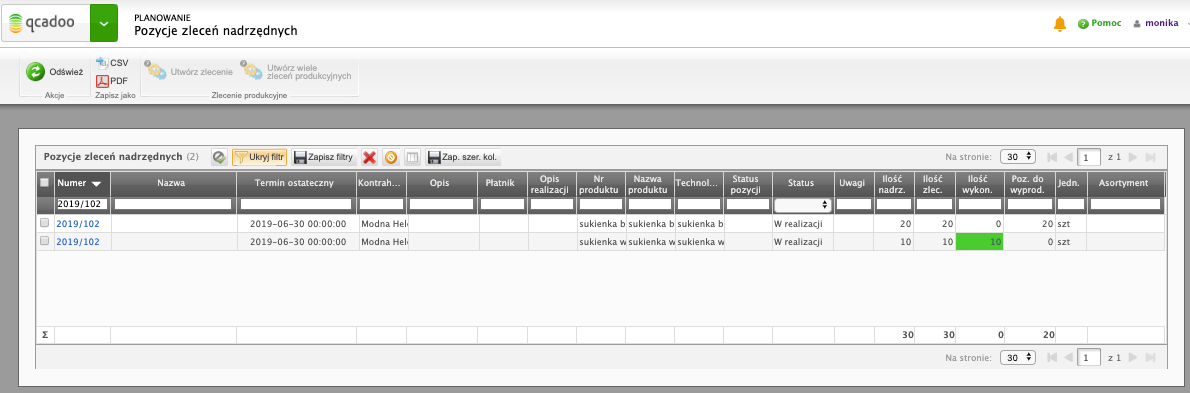 qcadoo
PLANOWANIE
Pozycje zleceń nadrzędnych
Pomoc
monika
Odśwież
CSV
PDF
Utwórz zlecenie
Utwórz wiele
zleceń produkcyjnych
Akcje
Zapisz jako
Zlecenie produkcyjne
Pozycje zleceń nadrzędnych (2)
Ukryj filtr
Zapisz filtry
Zap. szer. kol.
Na stronie: 30
1 z 1
Numer
Nazwa
Termin ostateczny
Kontrah...
Opis
Płatnik
Opis realizacji
Nr produktu
Nazwa produktu
Technol...
Status pozycji
Status
Uwagi
Ilość nadrz.
Ilość zlec.
Ilość wykon.
Poz. do wyprod.
Jedn.
Asortyment
2019/102
2019/102 2019-06-30 00:00:00 Modna Hel sukienka b sukienka b sukienka b W realizacji 20 20 0 20 szt
2019/102 2019-06-30 00:00:00 Modna Hel sukienka w sukienka w sukienka w W realizacji 10 10 10 0 szt
Σ 30 30 0 20
Na stronie: 30
1 z 1